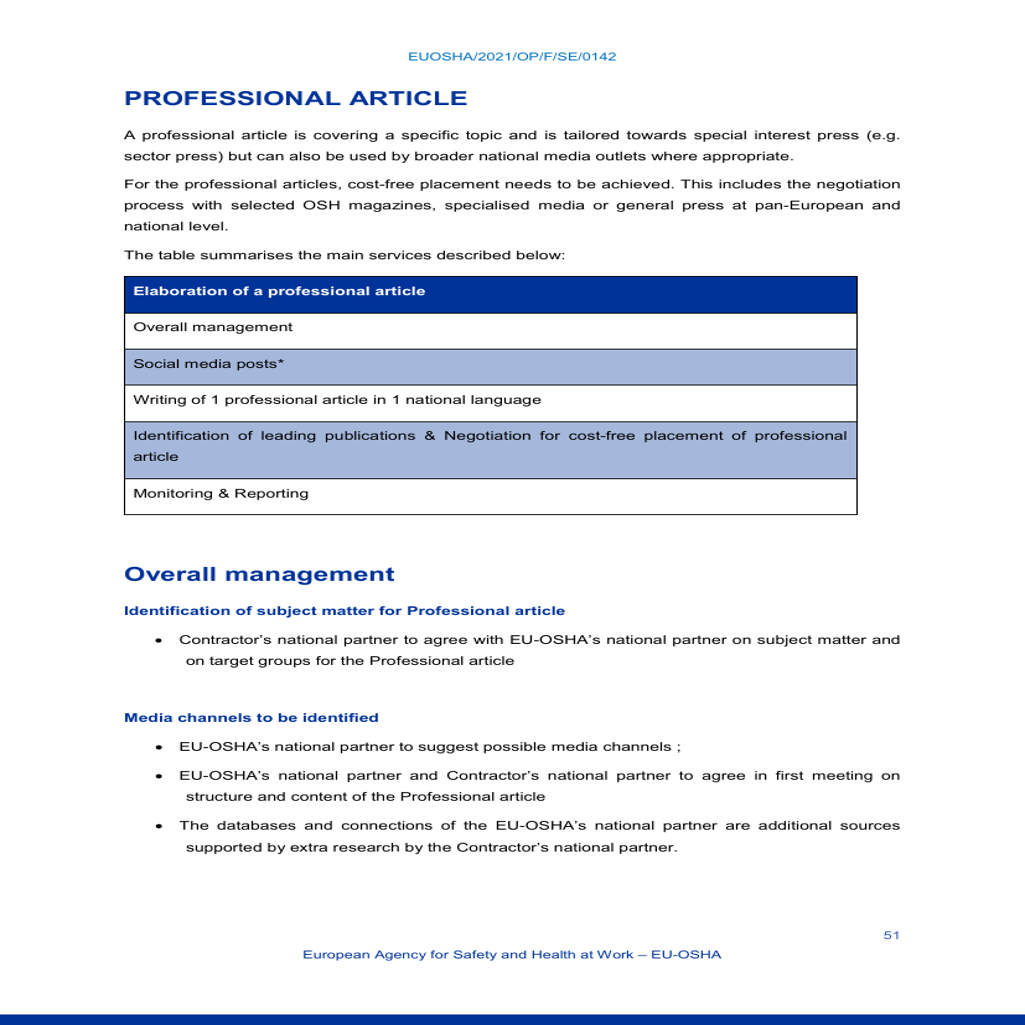 EUOSHA/2021/OP/F/SE/0142
PROFESSIONAL ARTICLE
A professional article is covering a specific topic and is tailored towards special interest press (e.g.
sector press) but can also be used by broader national media outlets where appropriate.
For the professional articles, cost-free placement needs to be achieved. This includes the negotiation
process with selected OSH magazines, specialised media or general press at pan-European and
national level.
The table summarises the main services described below:
Elaboration of a professional article
Overall management
Social media posts*
Writing of 1 professional article in 1 national language
Identification of leading publications & Negotiation for cost-free placement of professional
article
Monitoring & Reporting
Overall management
Identification of subject matter for Professional article
• Contractor’s national partner to agree with EU-OSHA’s national partner on subject matter and
on target groups for the Professional article
Media channels to be identified
• EU-OSHA’s national partner to suggest possible media channels ;
• EU-OSHA’s national partner and Contractor’s national partner to agree in first meeting on
structure and content of the Professional article
• The databases and connections of the EU-OSHA’s national partner are additional sources
supported by extra research by the Contractor’s national partner.
51
European Agency for Safety and Health at Work – EU-OSHA